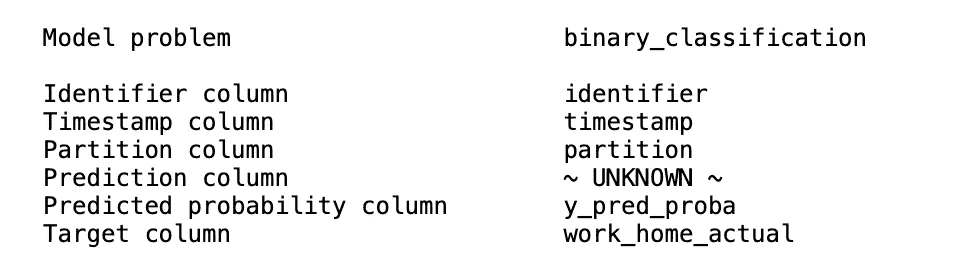 Model problem binary_classification
Identifier column identifier
Timestamp column timestamp
Partition column partition
Prediction column ~ UNKNOWN ~
Predicted probability column y_pred_proba
Target column work_home_actual